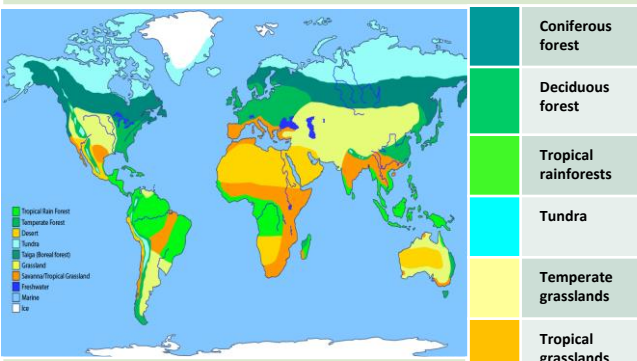 Tropical Rain Forest
Temperate Forest
Desert
Tundra
Taiga (Boreal forest)
Grassland
Savanna/Tropical Grassland
Freshwater
Marine
Ice
Coniferous
forest
Deciduous
forest
Tropical
rainforests
Tundra
Temperate
grasslands
Tropical
grasslands